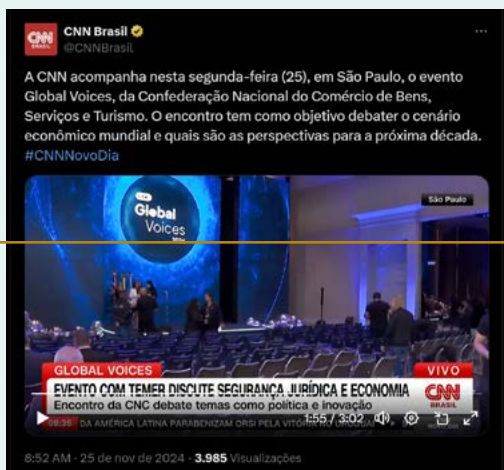 CNN Brasil
@CNNBrasil
A CNN acompanha nesta segunda-feira (25), em São Paulo, o evento
Global Voices, da Confederação Nacional do Comércio de Bens,
Serviços e Turismo. O encontro tem como objetivo debater o cenário
econômico mundial e quais são as perspectivas para a próxima década.
#CNNNovoDia
São Paulo
Global
Voices
GLOBAL VOICES
VIVO
EVENTO COM TEMER DISCUTE SEGURANÇA JURÍDICA E ECONOMIA
Encontro da CNC debate temas como política e inovação
CNN
BRASIL
08:36 DA AMÉRICA LATINA PARABENIZAM ORSI PELA VITÓRIA NO URUGUAI
1:55 / 3:02
8:52 AM · 25 de nov de 2024 · 3.985 Visualizações